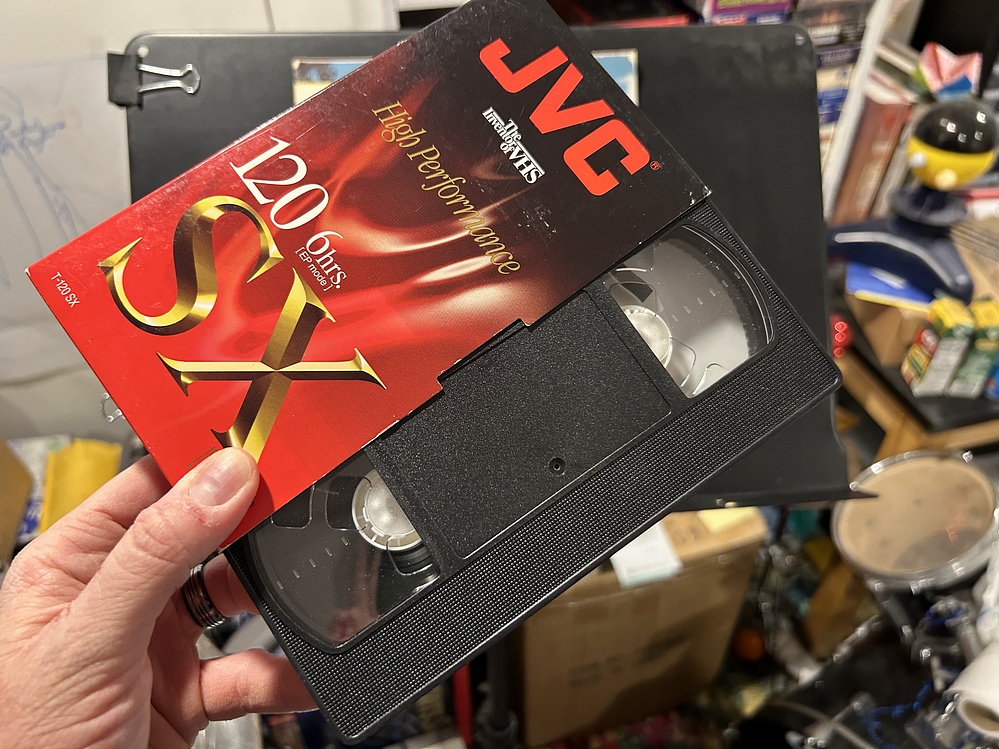 JVC®
The
Inventor
of VHS
High Performance
120
6hrs.
[EP mode]
SX
T-120 SX